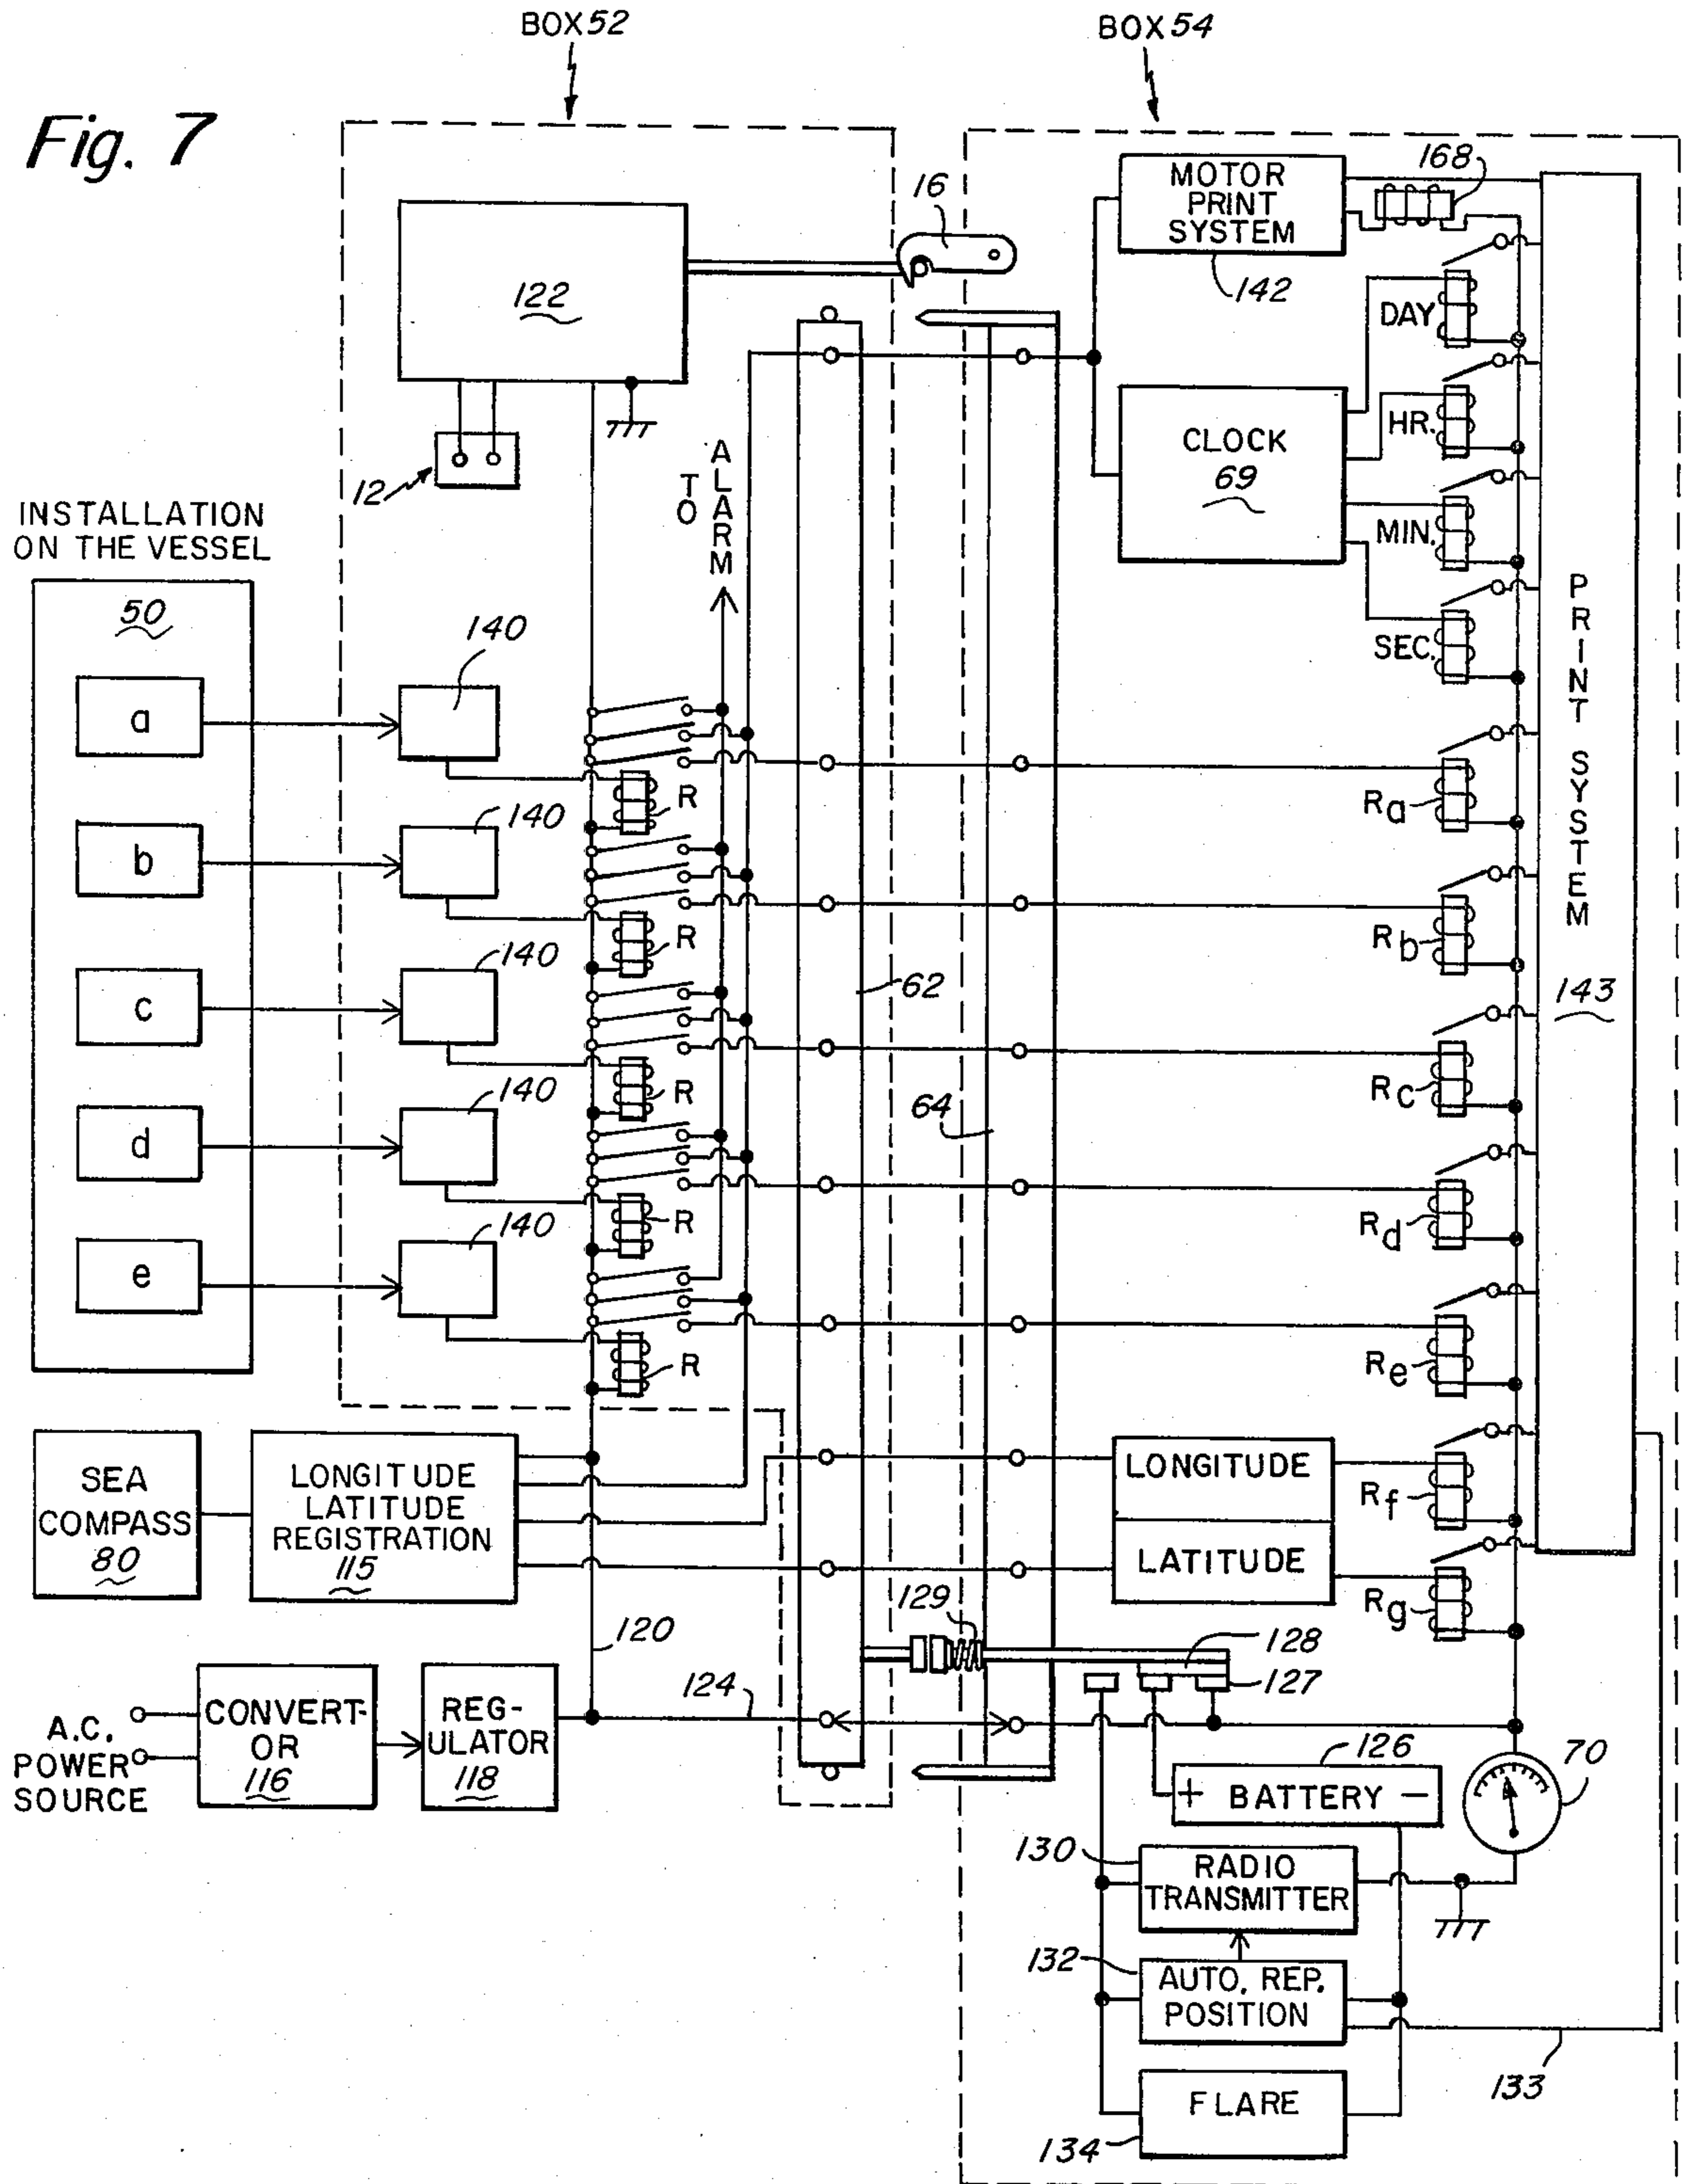 BOX 52
BOX 54
Fig. 7
16
168
MOTOR
PRINT
SYSTEM
142
122
DAY
CLOCK
69
HR.
MIN.
SEC.
12
TO
ALARM
INSTALLATION
ON THE VESSEL
50
PRINT SYSTEM
143
a
140
R
Ra
b
140
R
Rb
62
c
140
R
Rc
64
d
140
R
Rd
e
140
R
Re
SEA
COMPASS
80
LONGITUDE
LATITUDE
REGISTRATION
115
LONGITUDE
LATITUDE
Rf
Rg
129
128
127
120
124
A.C.
POWER
SOURCE
CONVERT-
OR
116
REG-
ULATOR
118
126
+ BATTERY -
70
130
RADIO
TRANSMITTER
132
AUTO. REP.
POSITION
133
FLARE
134